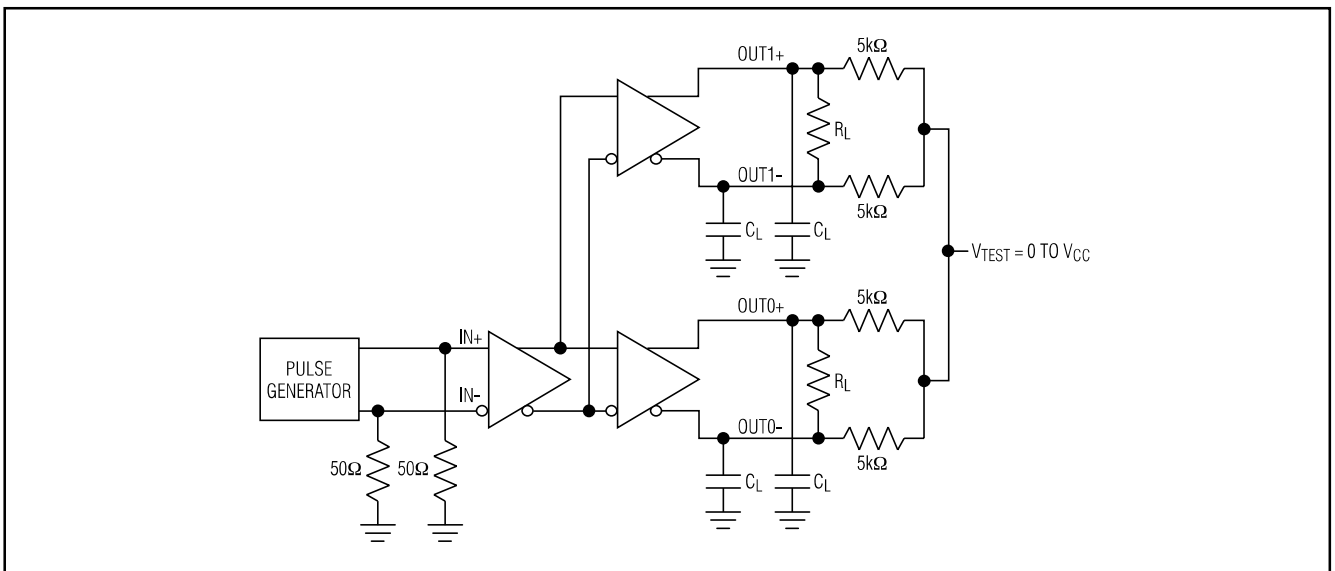 OUT1+
5kΩ
RL
OUT1-
5kΩ
CL
CL
VTEST = 0 TO VCC
OUT0+
5kΩ
PULSE
GENERATOR
IN+
IN-
RL
OUT0-
5kΩ
50Ω
50Ω
CL
CL